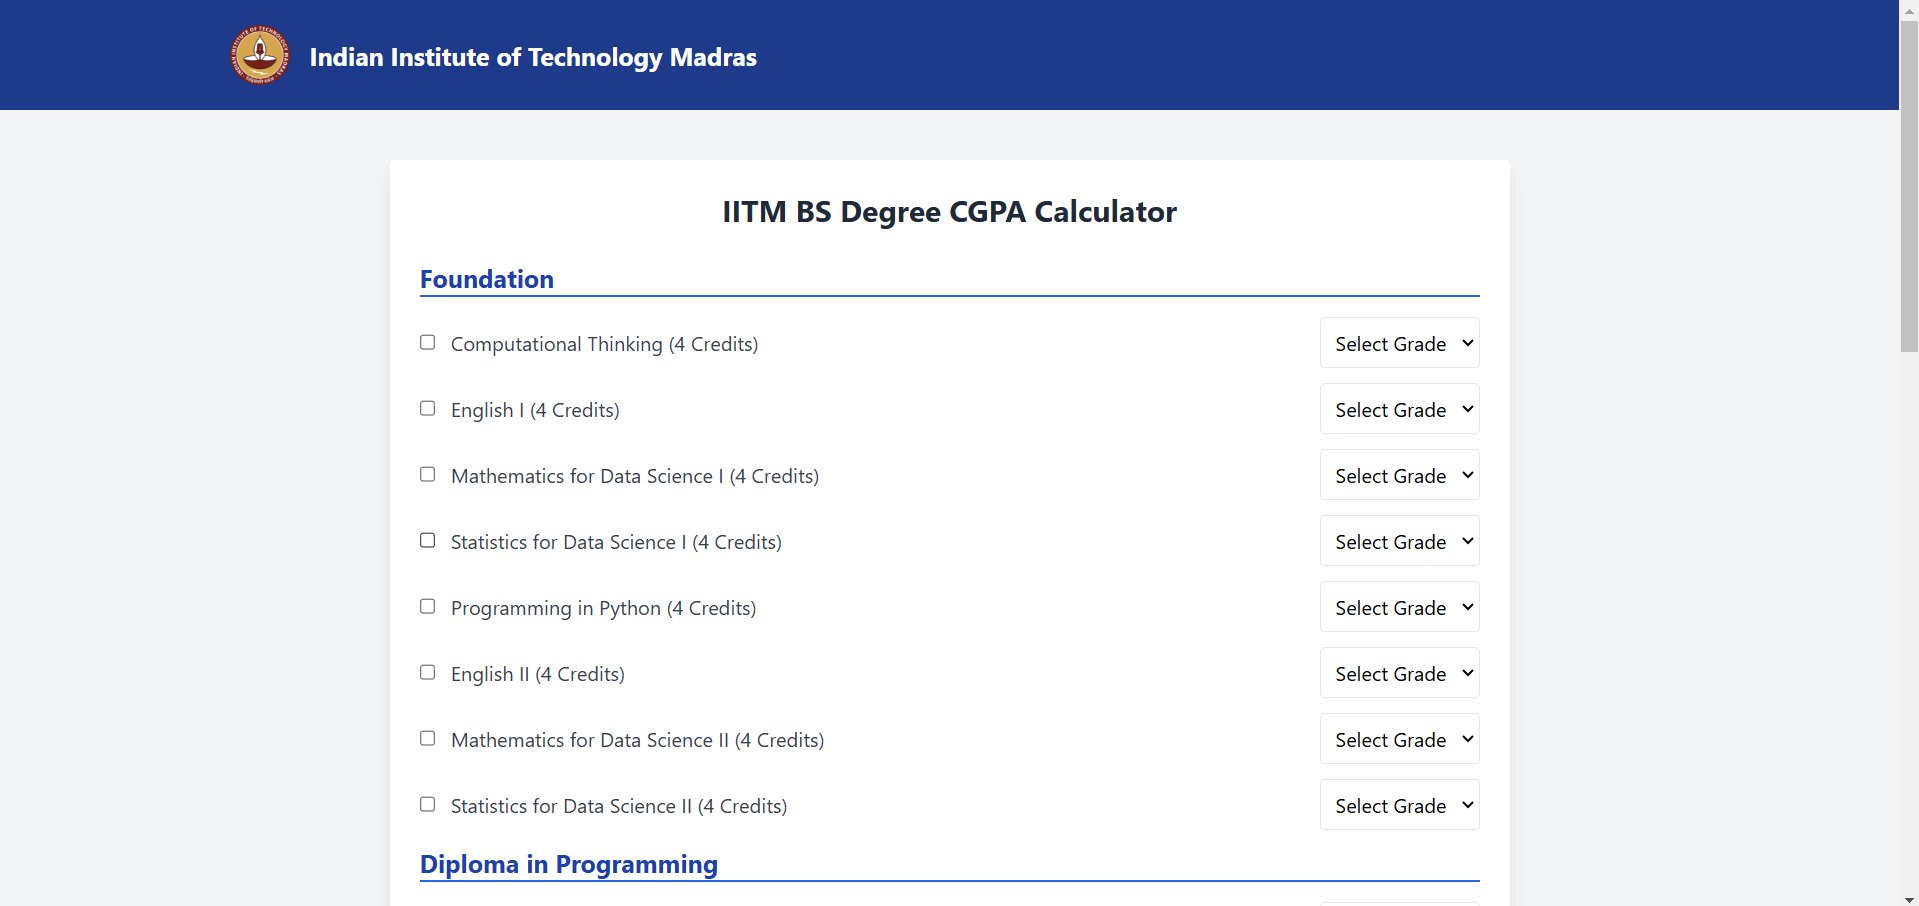 Indian Institute of Technology Madras
IITM BS Degree CGPA Calculator
Foundation
Computational Thinking (4 Credits) Select Grade
English I (4 Credits) Select Grade
Mathematics for Data Science I (4 Credits) Select Grade
Statistics for Data Science I (4 Credits) Select Grade
Programming in Python (4 Credits) Select Grade
English II (4 Credits) Select Grade
Mathematics for Data Science II (4 Credits) Select Grade
Statistics for Data Science II (4 Credits) Select Grade
Diploma in Programming